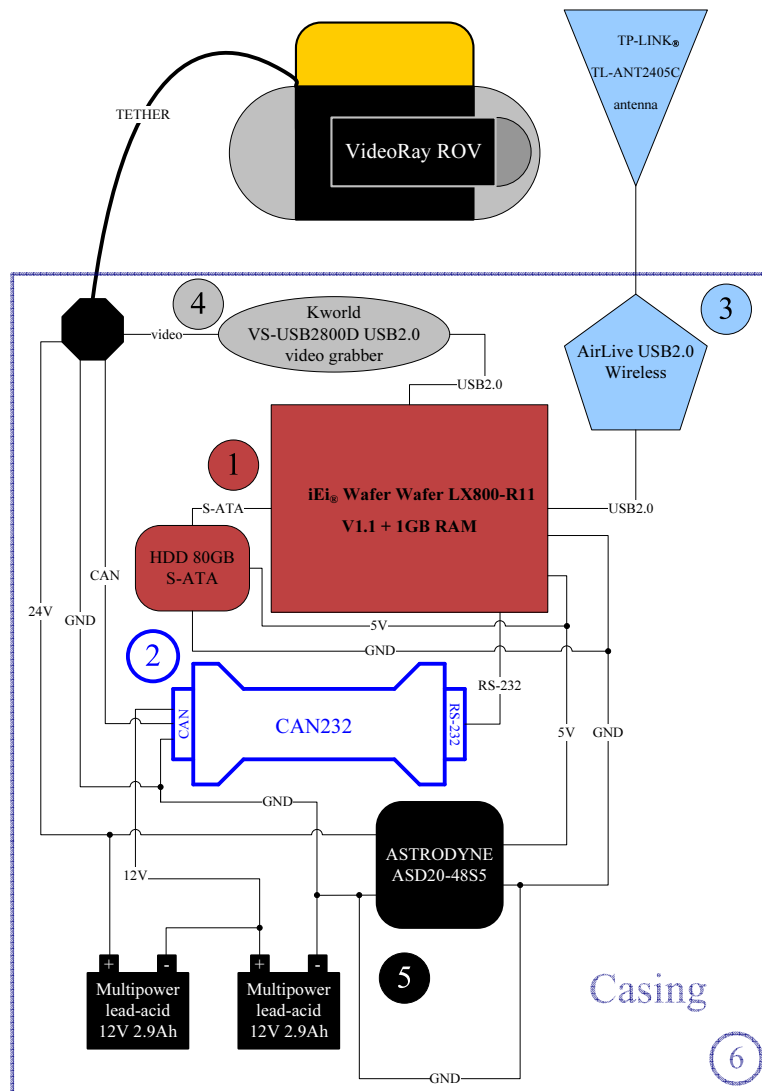 TP-LINK®
TL-ANT2405C
antenna
TETHER
VideoRay ROV
4
3
Kworld
VS-USB2800D USB2.0
video grabber
video
AirLive USB2.0
Wireless
USB2.0
1
iEi® Wafer Wafer LX800-R11
V1.1 + 1GB RAM
S-ATA
USB2.0
HDD 80GB
S-ATA
CAN
24V
GND
5V
GND
2
RS-232
CAN
CAN232
RS-232
5V
GND
GND
ASTRODYNE
ASD20-48S5
12V
+
-
+
-
5
Multipower
lead-acid
12V 2.9Ah
Multipower
lead-acid
12V 2.9Ah
Casing
6
GND